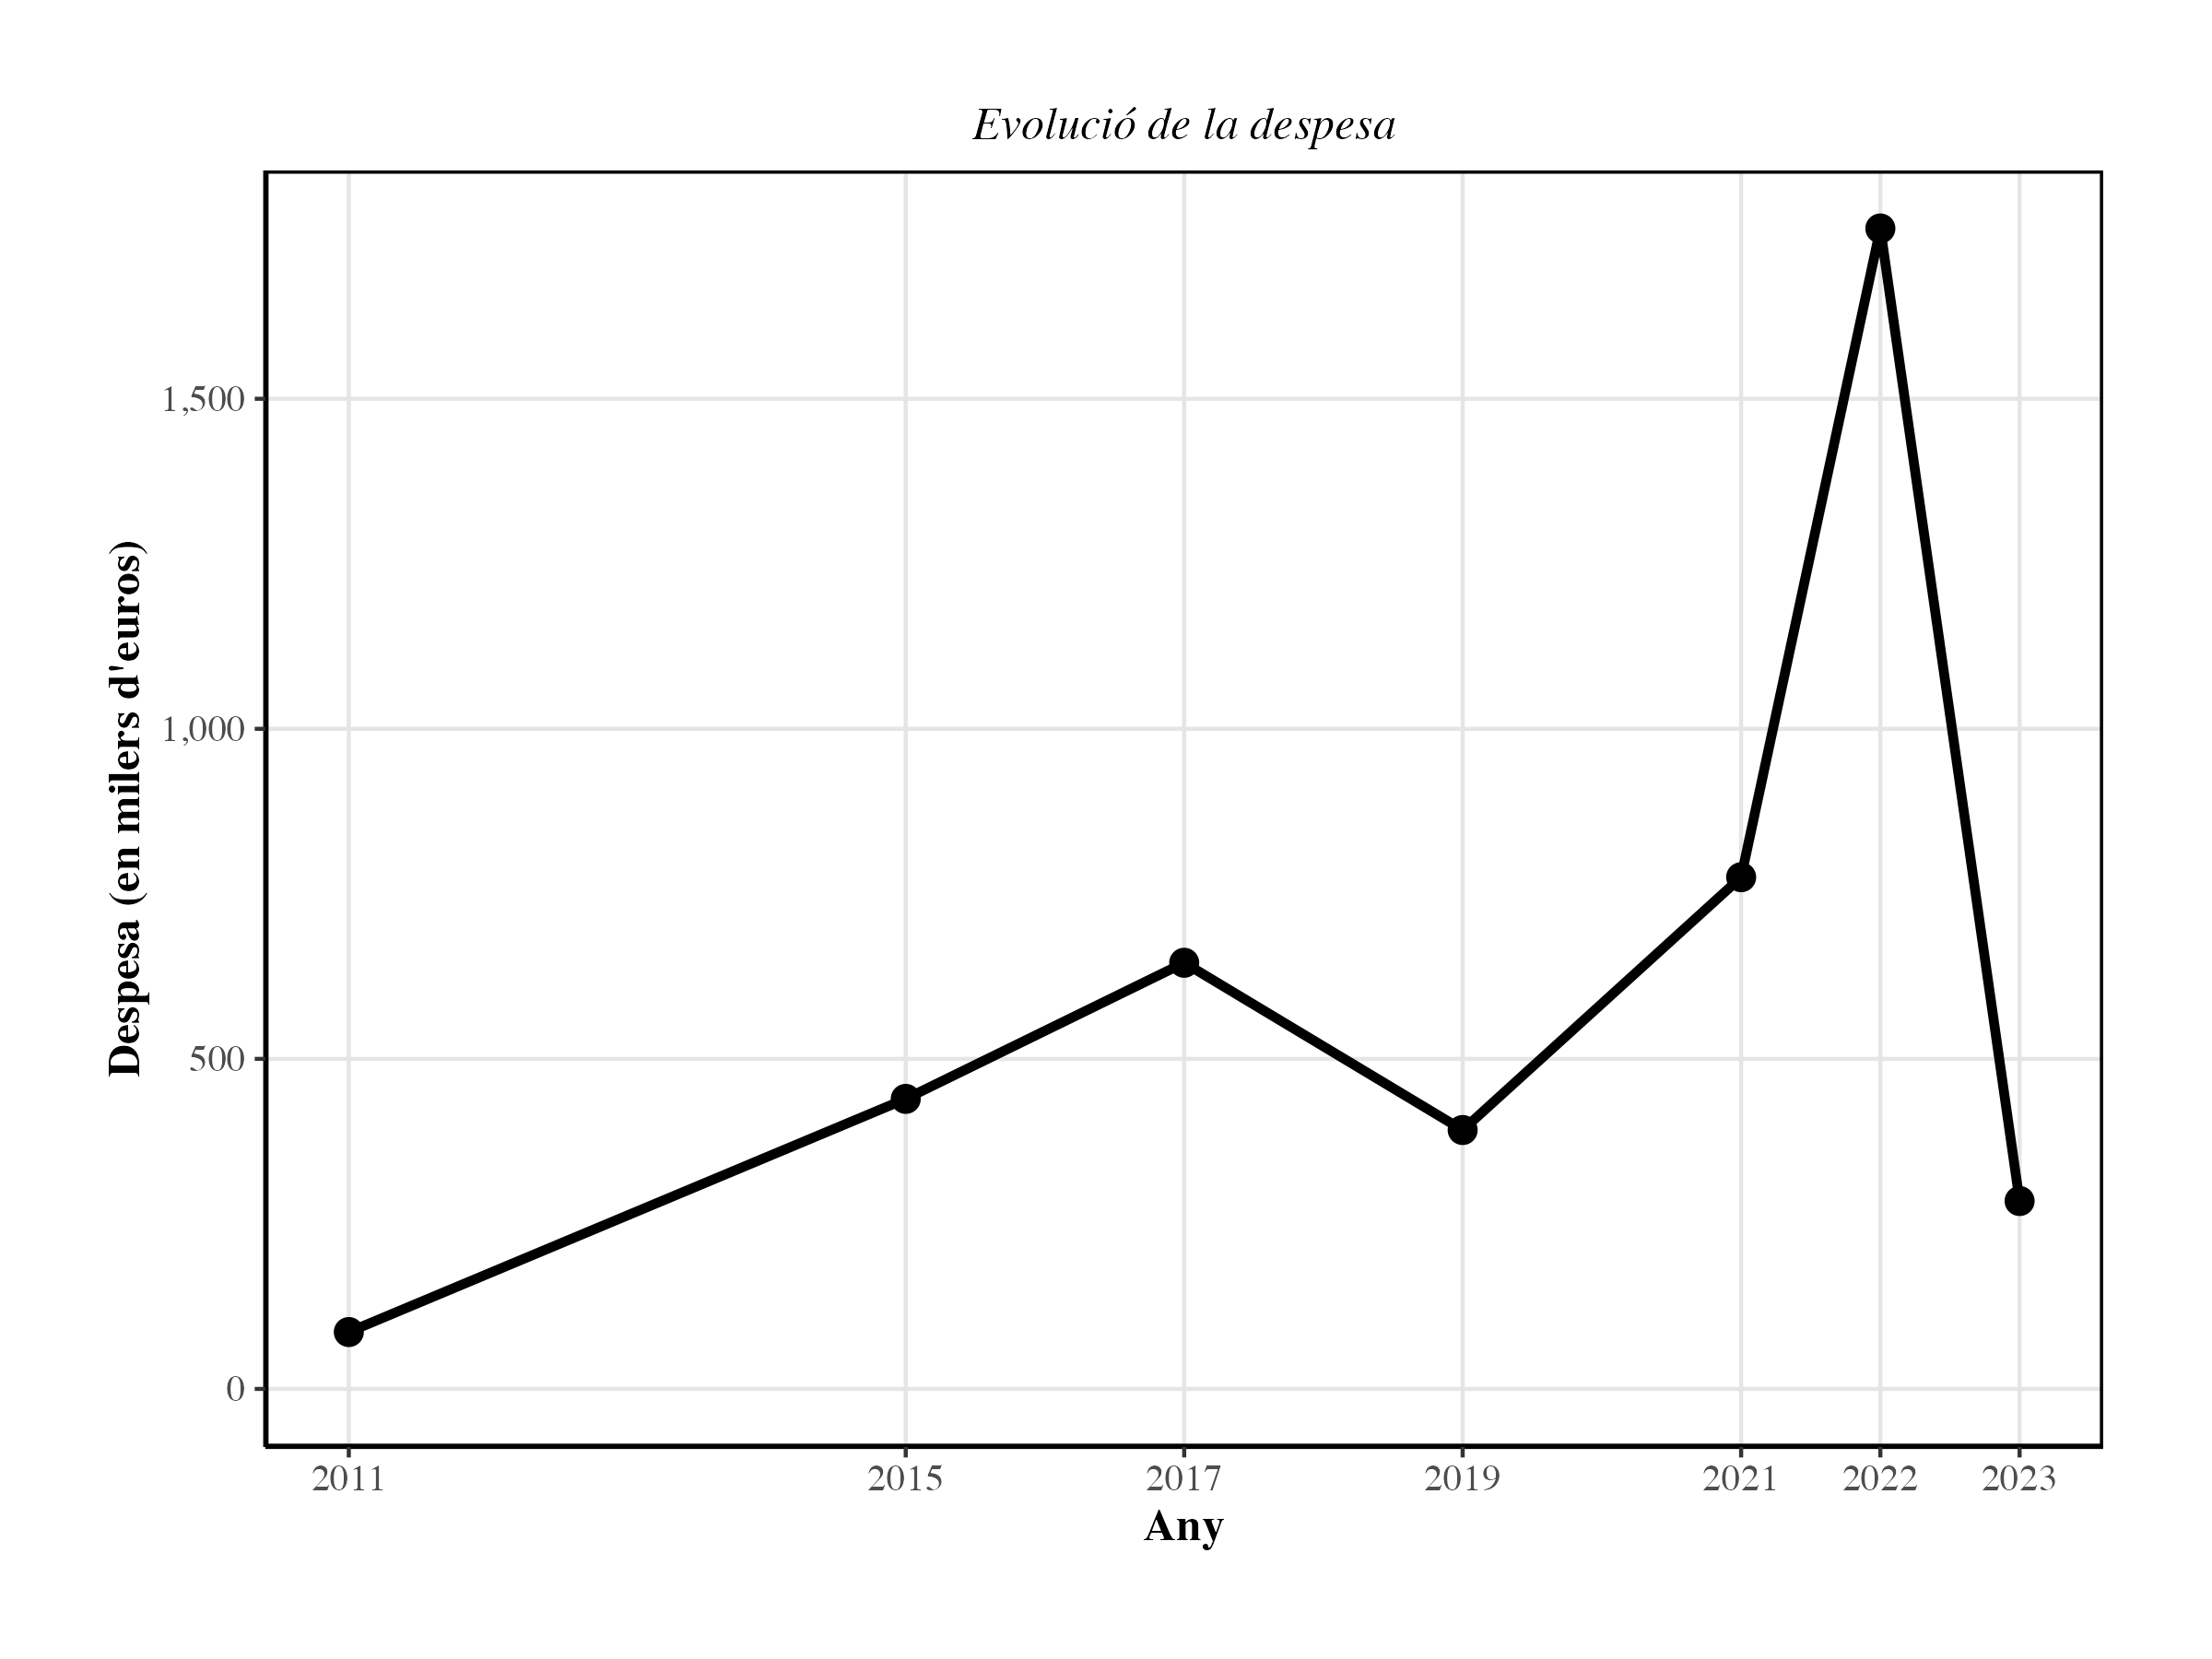 Evolució de la despesa
Despesa (en milers d'euros)
1,500
1,000
500
0
2011 2015 2017 2019 2021 2022 2023
Any